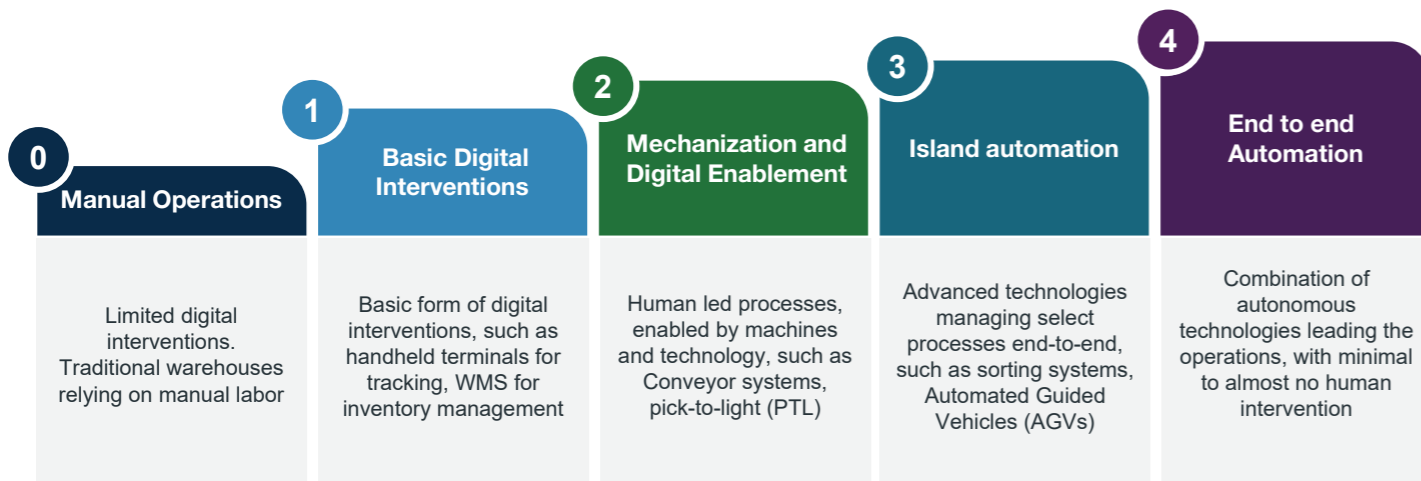 0
Manual Operations
Limited digital
interventions.
Traditional warehouses
relying on manual labor
1
Basic Digital
Interventions
Basic form of digital
interventions, such as
handheld terminals for
tracking, WMS for
inventory management
2
Mechanization and
Digital Enablement
Human led processes,
enabled by machines
and technology, such as
Conveyor systems,
pick-to-light (PTL)
3
Island automation
Advanced technologies
managing select
processes end-to-end,
such as sorting systems,
Automated Guided
Vehicles (AGVs)
4
End to end
Automation
Combination of
autonomous
technologies leading the
operations, with minimal
to almost no human
intervention